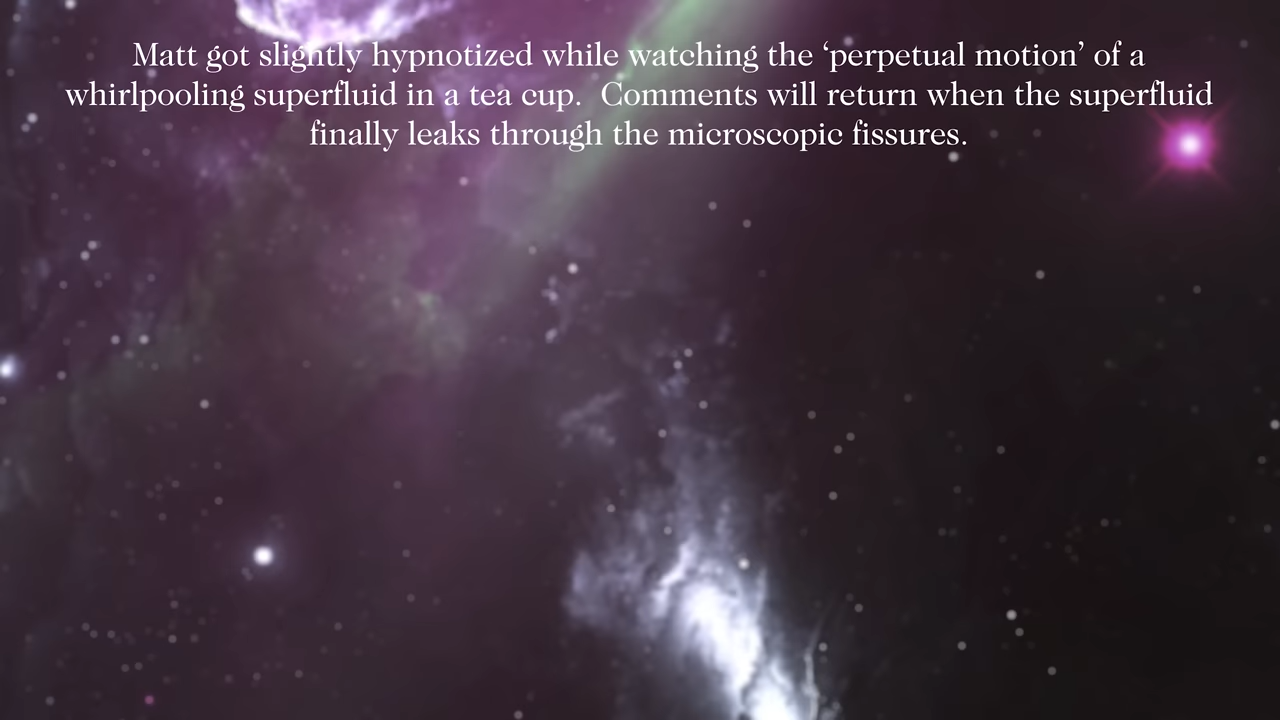 Matt got slightly hypnotized while watching the ‘perpetual motion’ of a
whirlpooling superfluid in a tea cup.  Comments will return when the superfluid
finally leaks through the microscopic fissures.